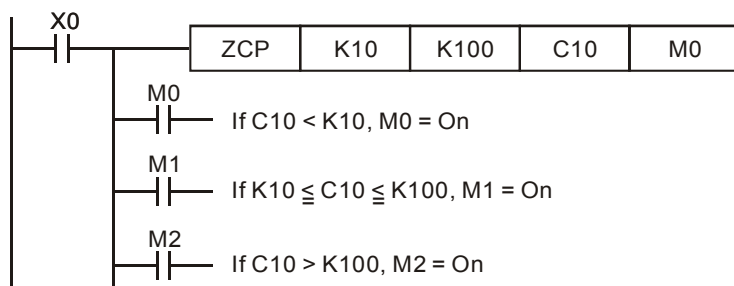 X0
ZCP K10 K100 C10 M0
M0
If C10 < K10, M0 = On
M1
If K10 ≦ C10 ≦ K100, M1 = On
M2
If C10 > K100, M2 = On